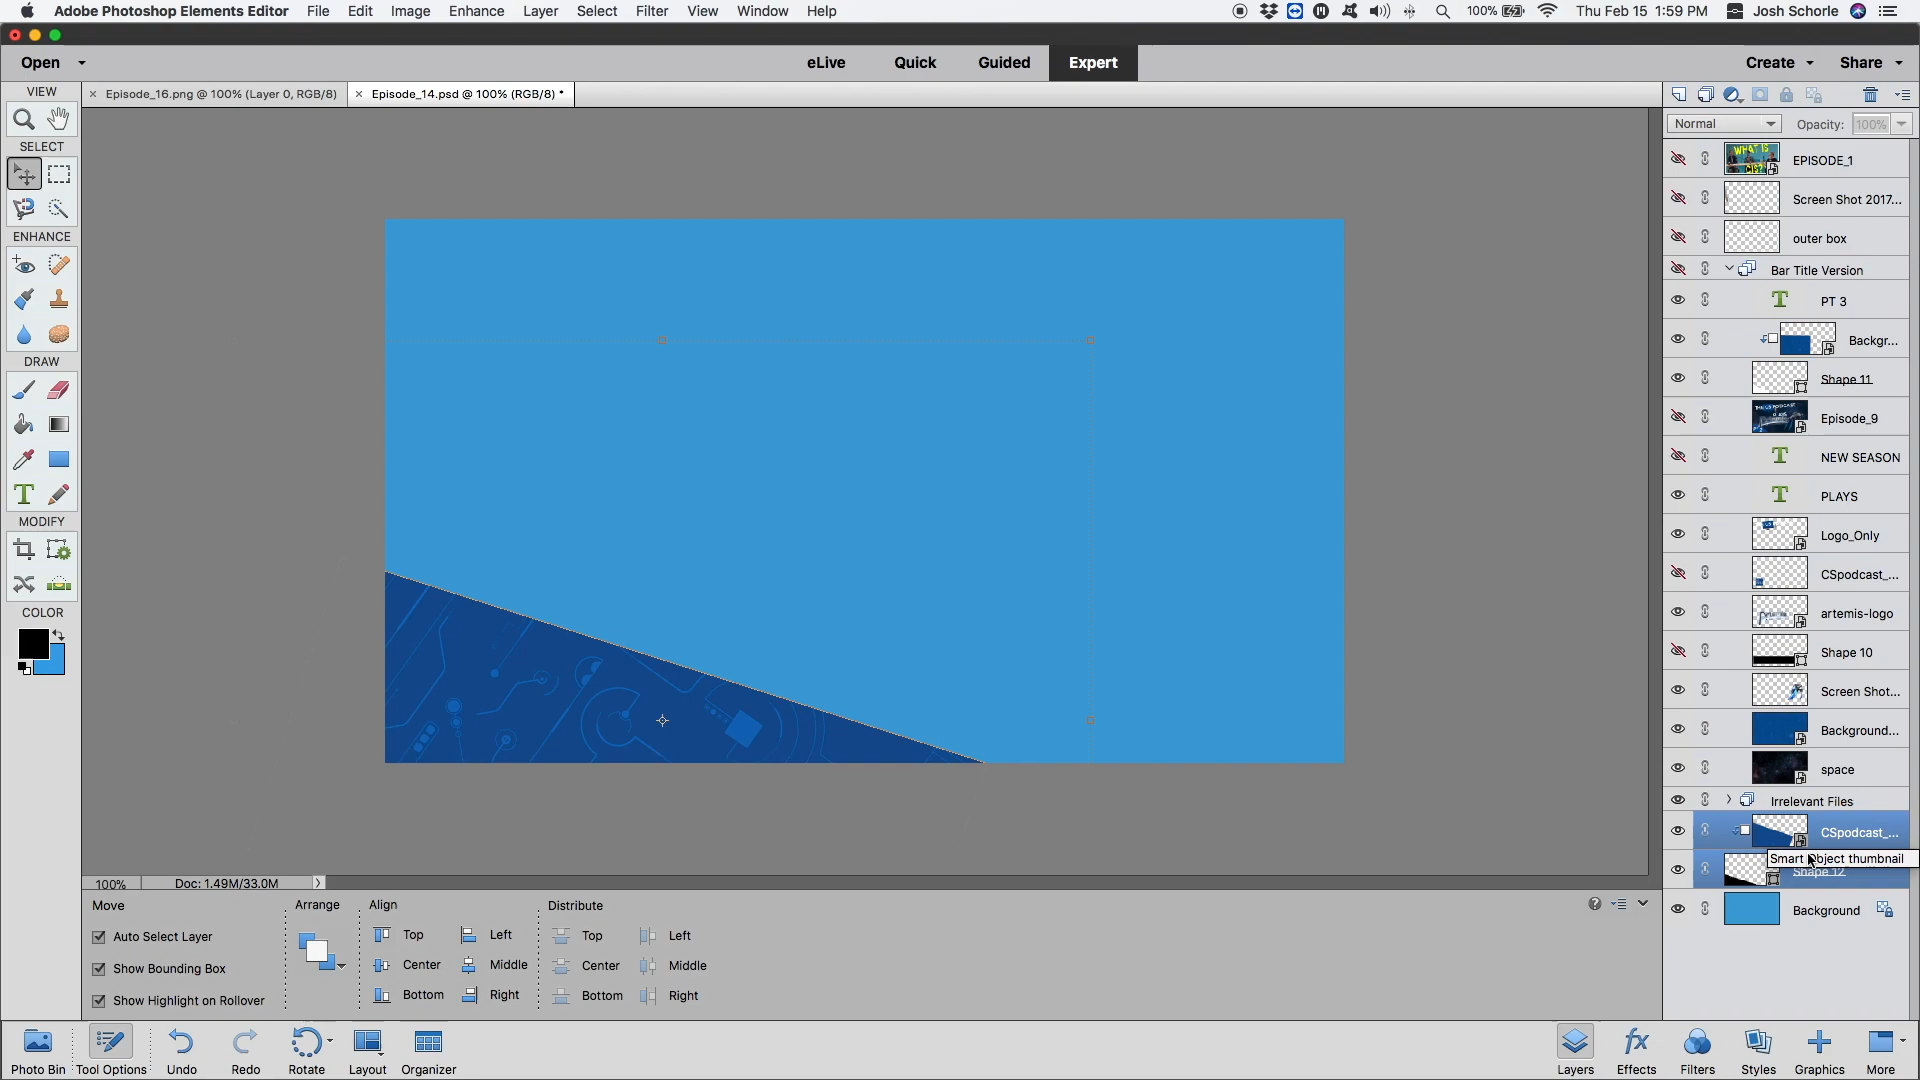 Adobe Photoshop Elements Editor File Edit Image Enhance Layer Select Filter View Window Help 100% Thu Feb 15 1:59 PM Josh Schorle
Open eLive Quick Guided Expert Create Share
VIEW
× Episode_16.png @ 100% (Layer 0, RGB/8) × Episode_14.psd @ 100% (RGB/8) *
Normal Opacity: 100%
SELECT
ENHANCE
DRAW
T
MODIFY
COLOR
WHAT IS
CIS?
EPISODE_1
Screen Shot 2017...
outer box
Bar Title Version
T PT 3
Backgr...
Shape 11
Episode_9
T NEW SEASON
T PLAYS
Logo_Only
CSpodcast_...
artemis-logo
Shape 10
Screen Shot...
Background...
space
Irrelevant Files
CSpodcast_...
Smart Object thumbnail
Shape 12
Background
100% Doc: 1.49M/33.0M
Move Arrange Align Distribute
Auto Select Layer Top Left Top Left
Show Bounding Box Center Middle Center Middle
Show Highlight on Rollover Bottom Right Bottom Right
Photo Bin Tool Options Undo Redo Rotate Layout Organizer Layers Effects Filters Styles Graphics More